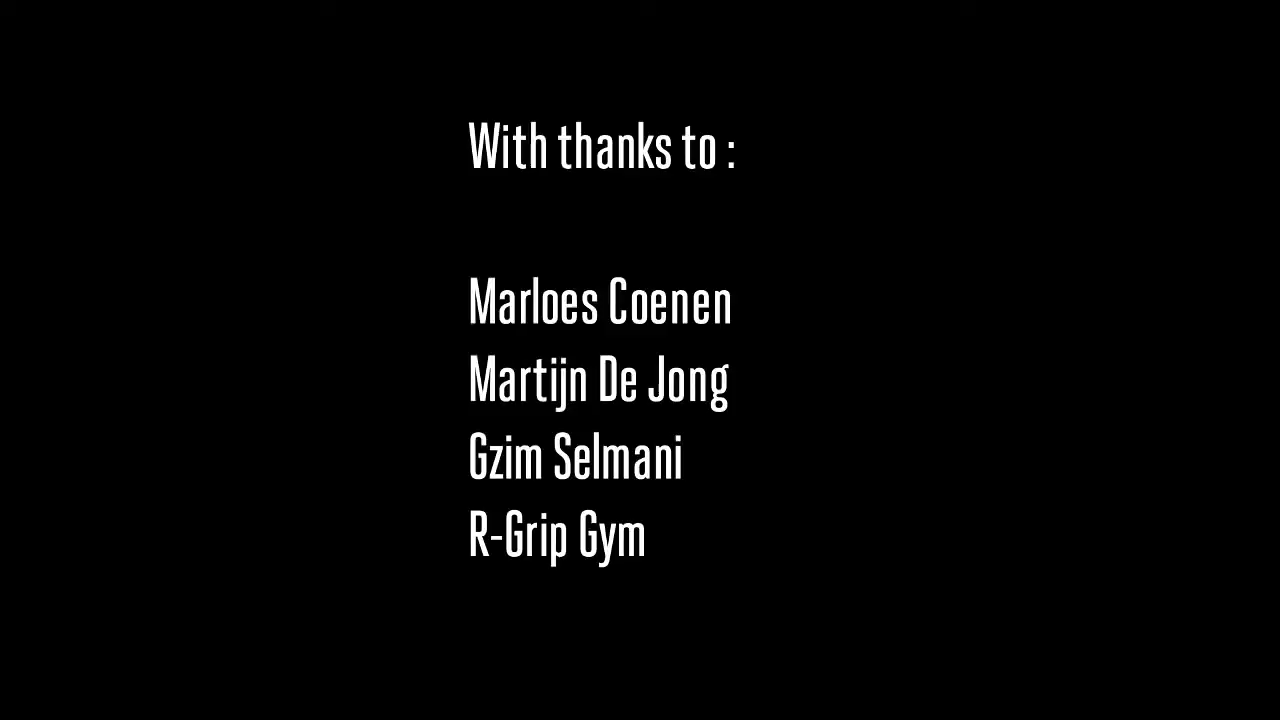 With thanks to :
Marloes Coenen
Martijn De Jong
Gzim Selmani
R-Grip Gym